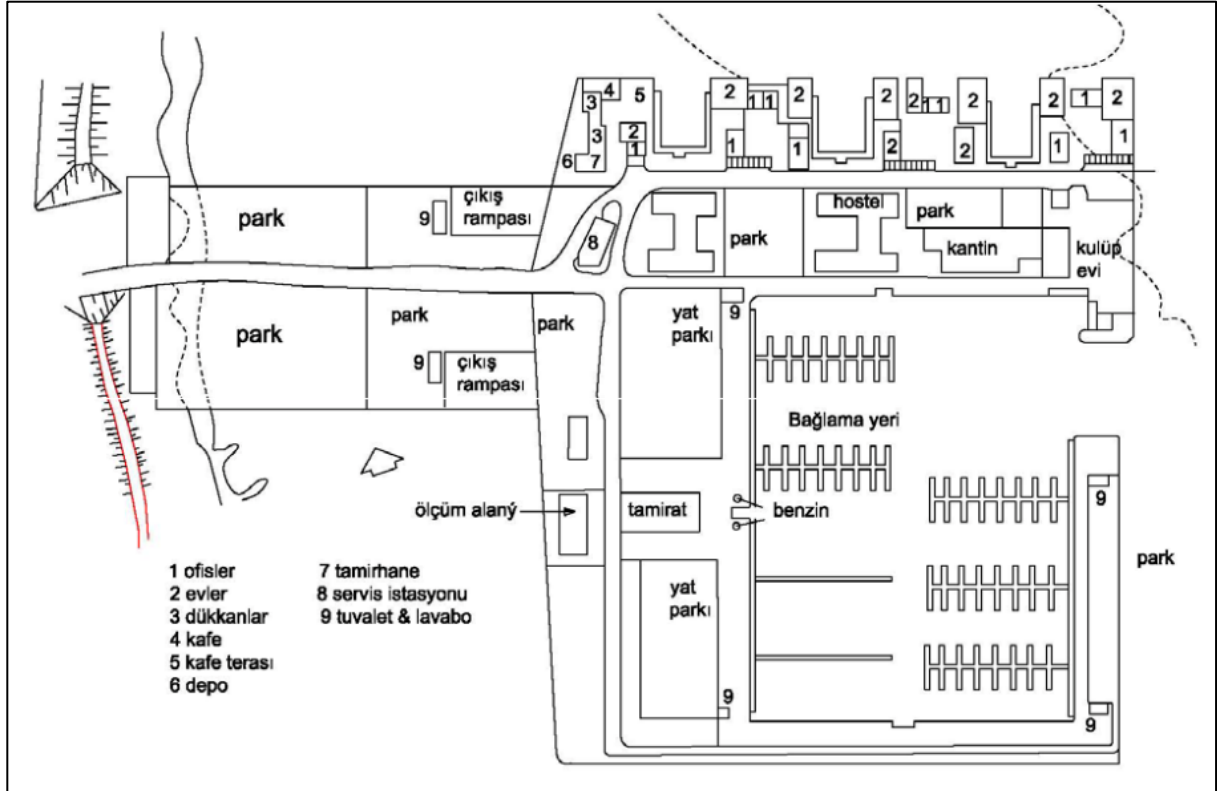 4
3
5
2
1 1
2
2
2
1 1
2
2
1
2
3
2
1
1
1
2
2
1
1
6
7
park
9
çıkış
rampası
8
park
hostel
park
kantin
kulüp
evi
park
park
9
çıkış
rampası
park
yat
parkı
9
Bağlama yeri
ölçüm alaný
tamirat
benzin
9
park
yat
parkı
9
9
1 ofisler
2 evler
3 dükkanlar
4 kafe
5 kafe terası
6 depo
7 tamirhane
8 servis istasyonu
9 tuvalet & lavabo